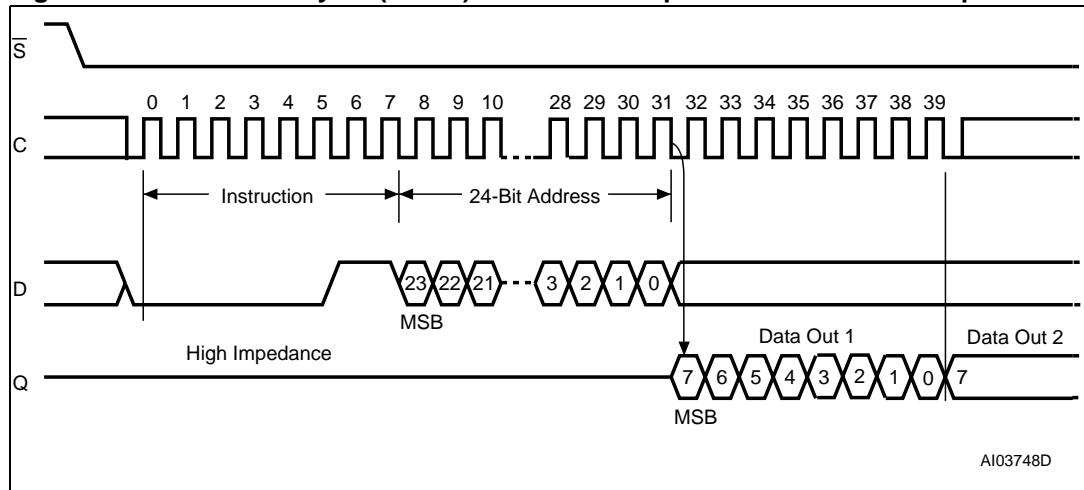 S
0 1 2 3 4 5 6 7 8 9 10 28 29 30 31 32 33 34 35 36 37 38 39
C
Instruction 24-Bit Address
D 23 22 21 3 2 1 0
MSB
High Impedance Data Out 1 Data Out 2
Q 7 6 5 4 3 2 1 0 7
MSB
AI03748D